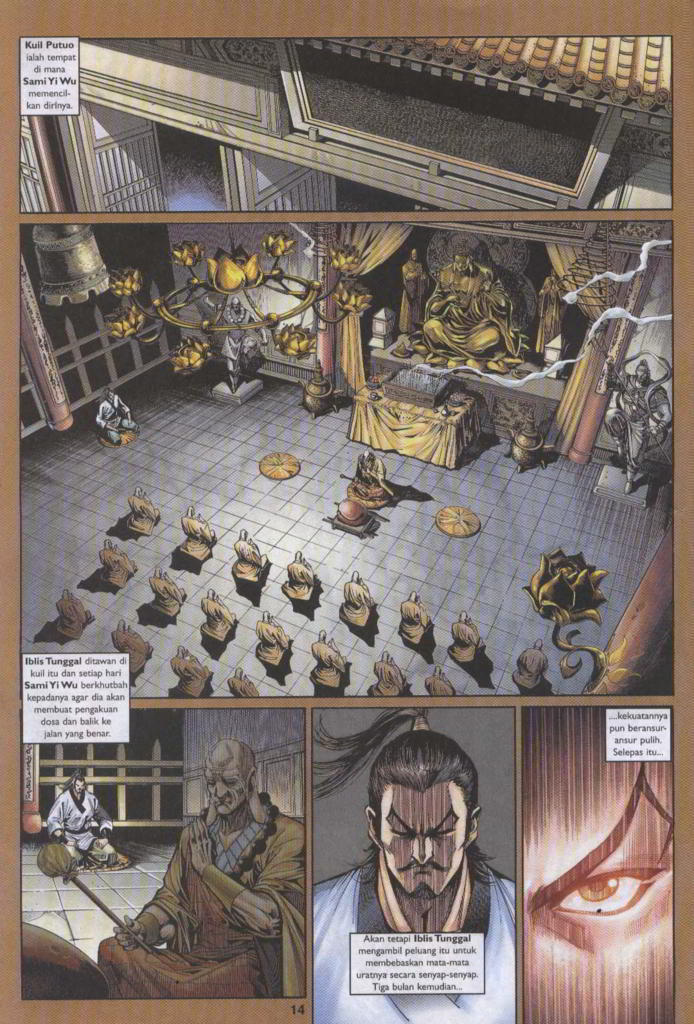 Kuil Putuo
ialah tempat
di mana
Sami Yi Wu
memencil-
kan dirinya.
Iblis Tunggal ditawan di
kuil itu dan setiap hari
Sami Yi Wu berkhutbah
kepadanya agar dia akan
membuat pengakuan
dosa dan balik ke
jalan yang benar.
Akan tetapi Iblis Tunggal
mengambil peluang itu untuk
membebaskan mata-mata
uratnya secara senyap-senyap.
Tiga bulan kemudian...
....kekuatannya
pun beransur-
ansur pulih.
Selepas itu...
14